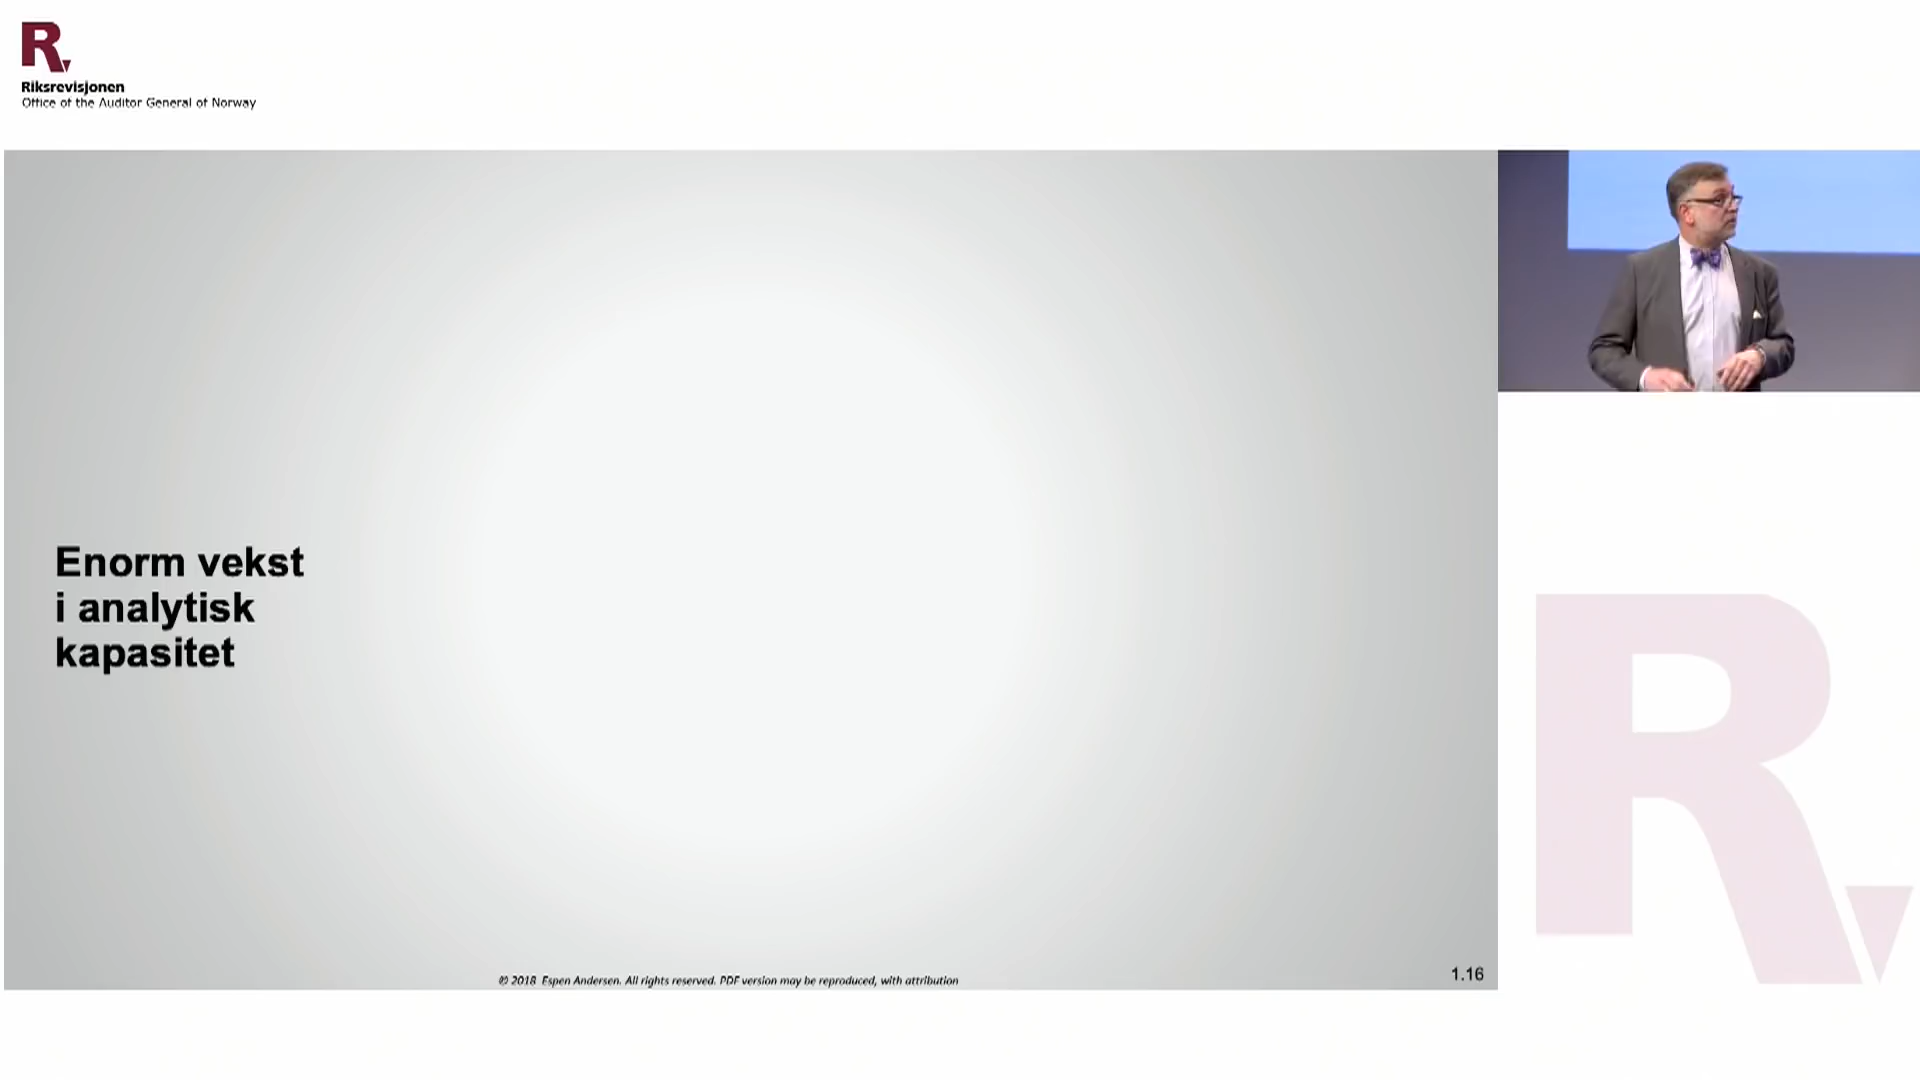 R
Riksrevisjonen
Office of the Auditor General of Norway
Enorm vekst
i analytisk
kapasitet
© 2018 Espen Andersen. All rights reserved. PDF version may be reproduced, with attribution
1.16
R